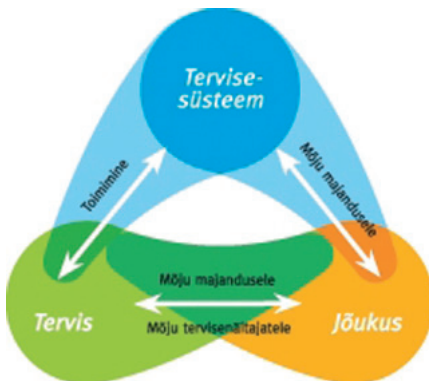 Tervise-
süsteem
Toimimine
Mõju majandusele
Mõju majandusele
Tervis
Jõukus
Mõju tervisenäitajatele